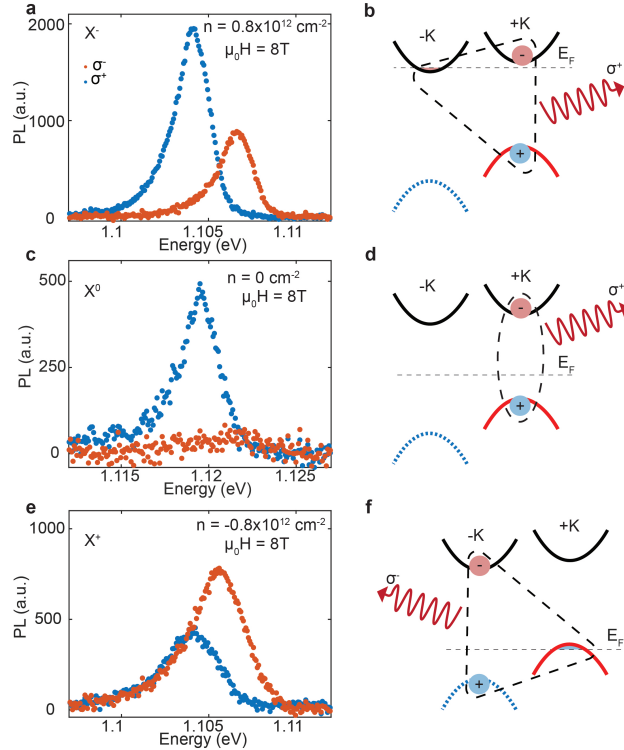 a
X⁻
n = 0.8x10¹² cm⁻²
μ₀H = 8T
σ⁻
σ⁺
PL (a.u.)
2000
1000
0
1.1
1.105
1.11
Energy (eV)
b
-K
+K
E_F
-
+
σ⁺
c
X⁰
n = 0 cm⁻²
μ₀H = 8T
PL (a.u.)
500
250
0
1.115
1.12
1.125
Energy (eV)
d
-K
+K
E_F
-
+
σ⁺
e
X⁺
n = -0.8x10¹² cm⁻²
μ₀H = 8T
PL (a.u.)
1000
500
0
1.1
1.105
1.11
Energy (eV)
f
-K
+K
E_F
-
+
σ⁻